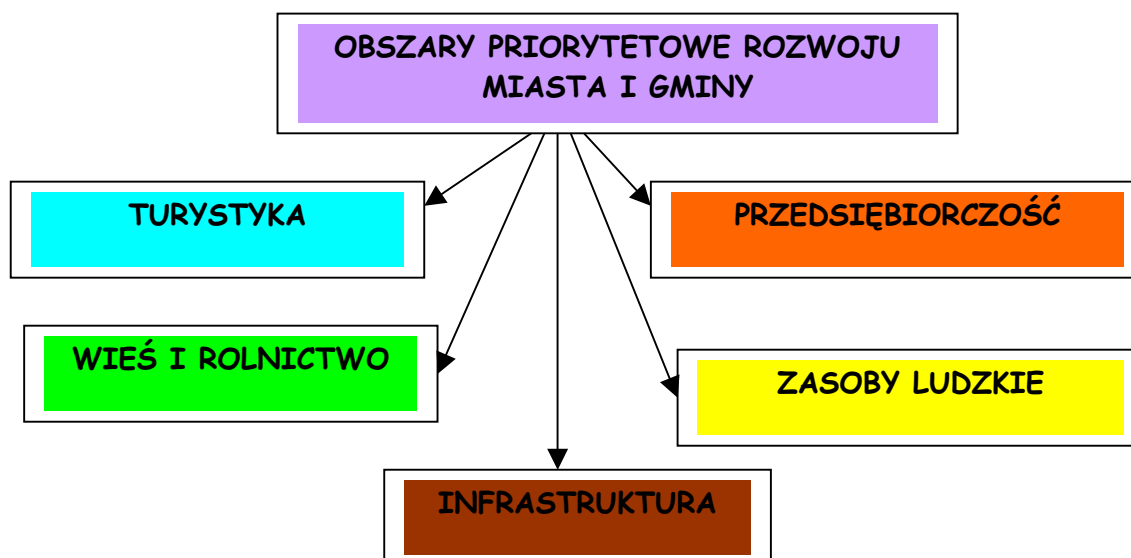 OBSZARY PRIORYTETOWE ROZWOJU
MIASTA I GMINY
TURYSTYKA
PRZEDSIĘBIORCZOŚĆ
WIEŚ I ROLNICTWO
ZASOBY LUDZKIE
INFRASTRUKTURA